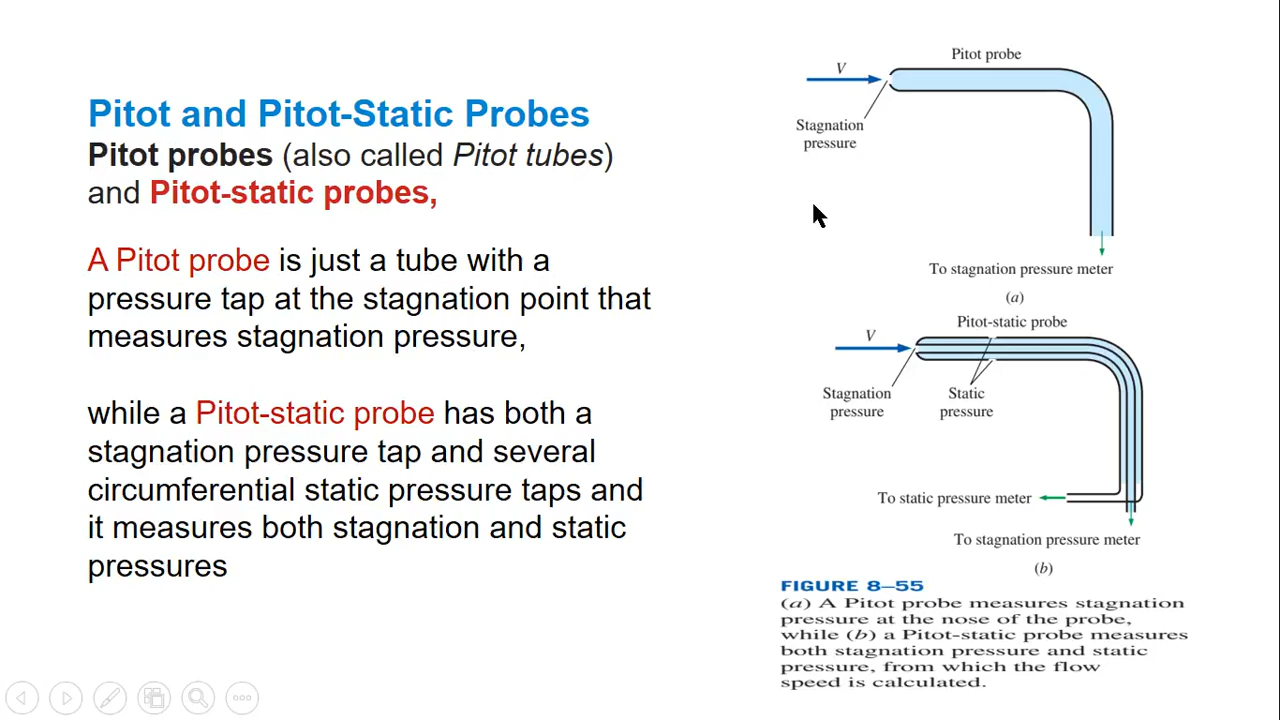 Pitot and Pitot-Static Probes
Pitot probes (also called Pitot tubes)
and Pitot-static probes,
A Pitot probe is just a tube with a
pressure tap at the stagnation point that
measures stagnation pressure,
while a Pitot-static probe has both a
stagnation pressure tap and several
circumferential static pressure taps and
it measures both stagnation and static
pressures
Pitot probe
V
Stagnation
pressure
To stagnation pressure meter
(a)
Pitot-static probe
V
Stagnation
pressure
Static
pressure
To static pressure meter
To stagnation pressure meter
(b)
FIGURE 8–55
(a) A Pitot probe measures stagnation
pressure at the nose of the probe,
while (b) a Pitot-static probe measures
both stagnation pressure and static
pressure, from which the flow
speed is calculated.